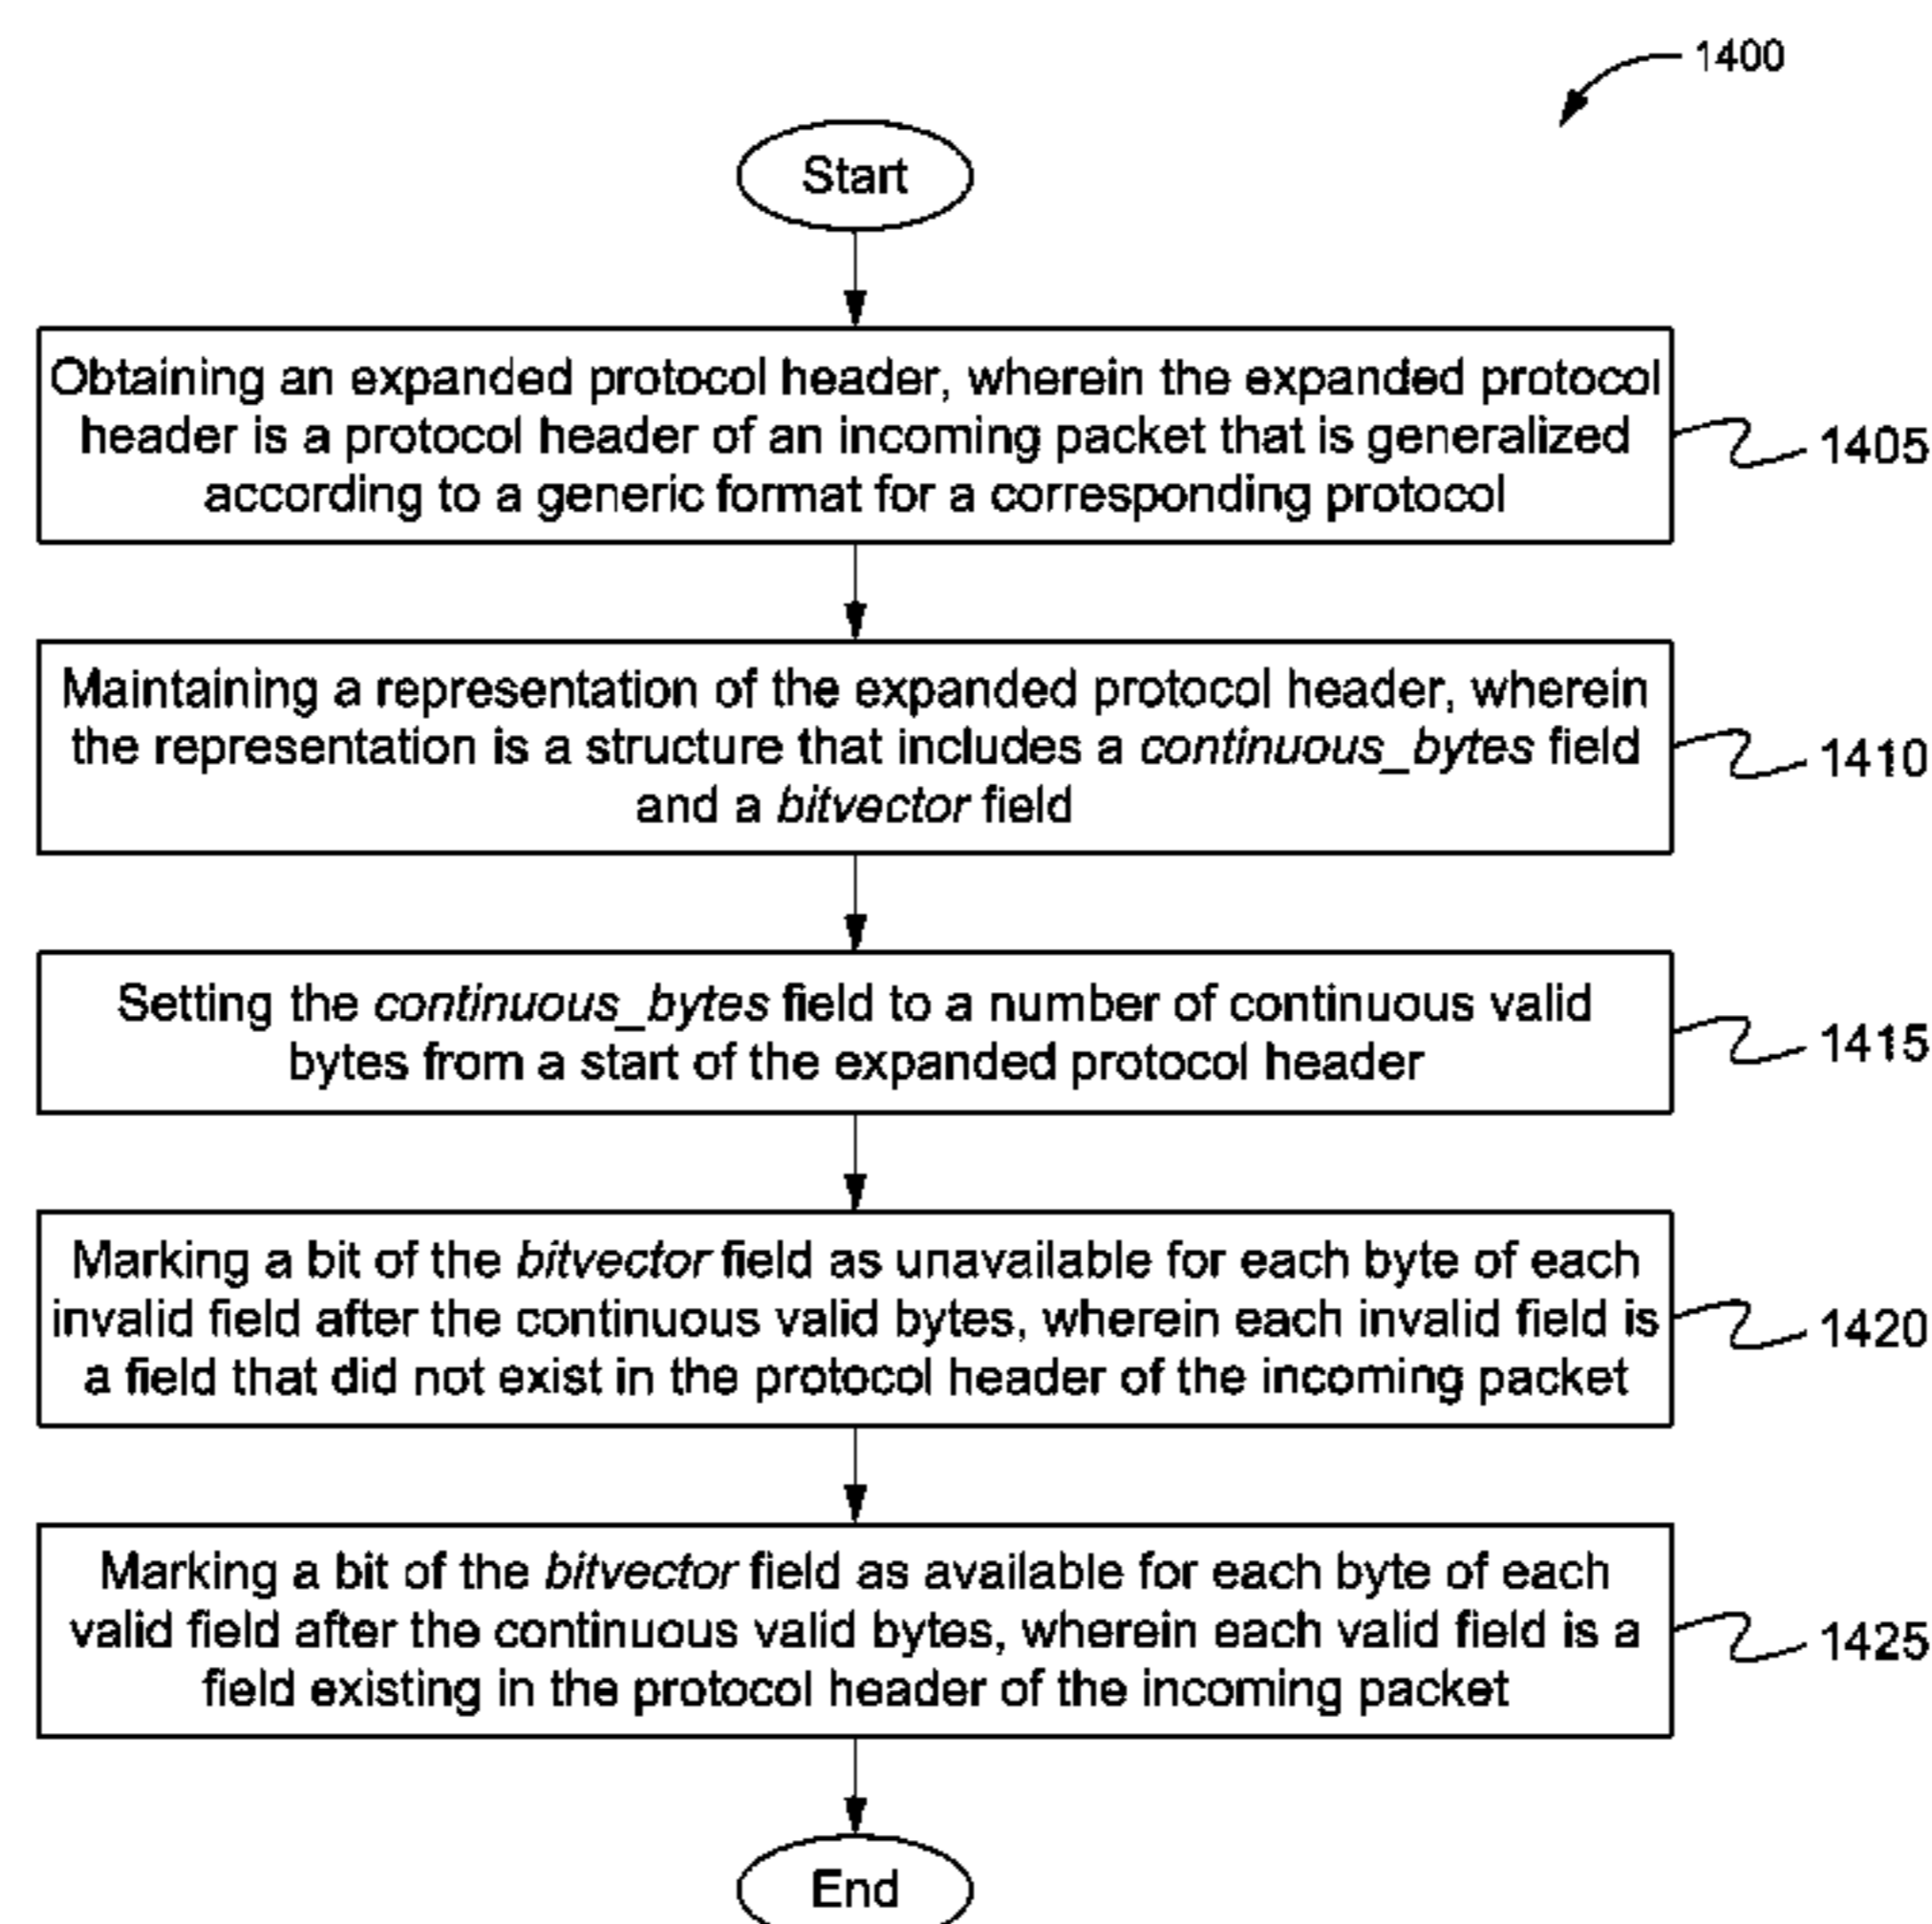 1400
Start
Obtaining an expanded protocol header, wherein the expanded protocol
header is a protocol header of an incoming packet that is generalized
according to a generic format for a corresponding protocol
1405
Maintaining a representation of the expanded protocol header, wherein
the representation is a structure that includes a continuous_bytes field
and a bitvector field
1410
Setting the continuous_bytes field to a number of continuous valid
bytes from a start of the expanded protocol header
1415
Marking a bit of the bitvector field as unavailable for each byte of each
invalid field after the continuous valid bytes, wherein each invalid field is
a field that did not exist in the protocol header of the incoming packet
1420
Marking a bit of the bitvector field as available for each byte of each
valid field after the continuous valid bytes, wherein each valid field is a
field existing in the protocol header of the incoming packet
1425
End